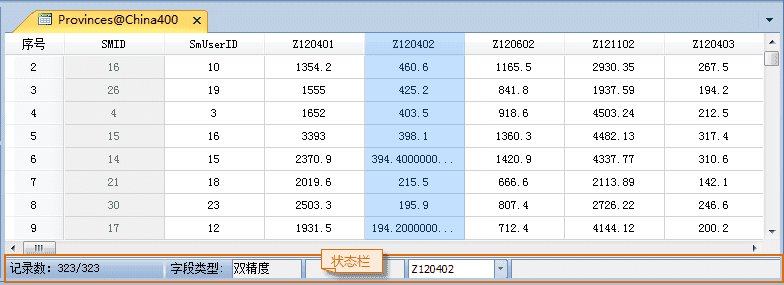 Provinces@China400
序号 SMID SmUserID Z120401 Z120402 Z120602 Z121102 Z120403
2 16 10 1354.2 460.6 1165.5 2930.35 267.5
3 26 19 1555 425.2 841.8 1937.59 194.2
4 4 3 1652 403.5 918.6 4503.24 212.5
5 15 16 3393 398.1 1360.3 4482.13 317.4
6 14 15 2370.9 394.4000000... 1420.9 4337.77 310.6
7 21 18 2019.6 215.5 666.6 2113.89 142.1
8 30 23 2503.3 195.9 807.4 2726.22 246.6
9 17 12 1931.5 194.2000000... 712.4 4144.12 200.2
记录数: 323/323 字段类型: 双精度 状态栏 Z120402